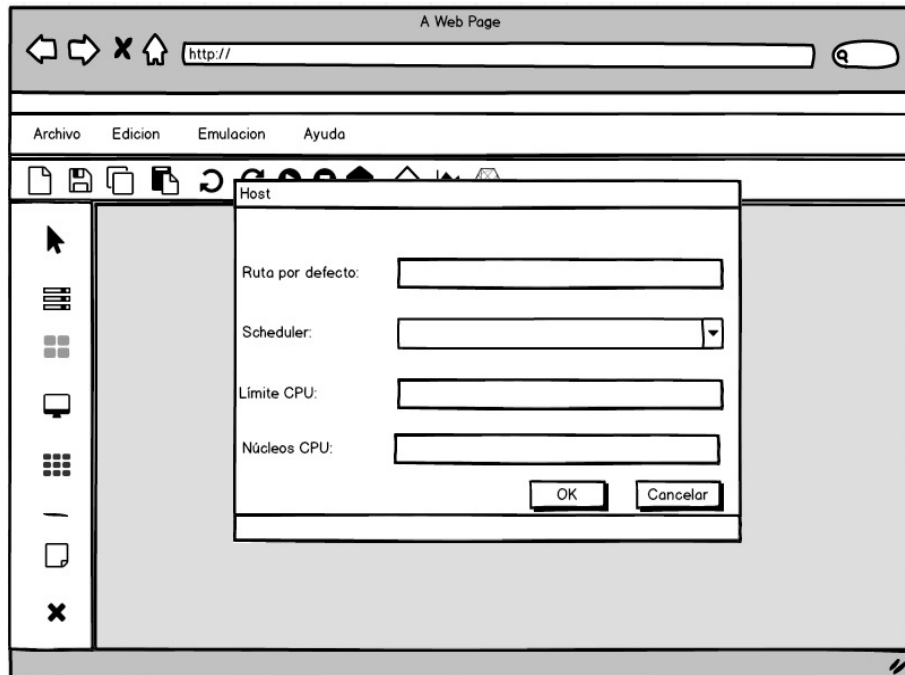 A Web Page
http://
Archivo Edicion Emulacion Ayuda
Host
Ruta por defecto:
Scheduler:
Límite CPU:
Núcleos CPU:
OK Cancelar